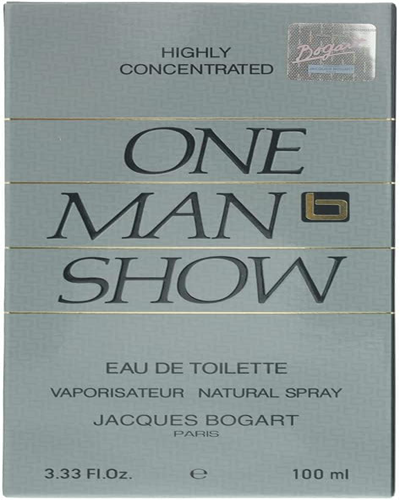 HIGHLY
CONCENTRATED
Bogart
ONE
MAN b
SHOW
EAU DE TOILETTE
VAPORISATEUR NATURAL SPRAY
JACQUES BOGART
PARIS
3.33 Fl.Oz. ℮ 100 ml